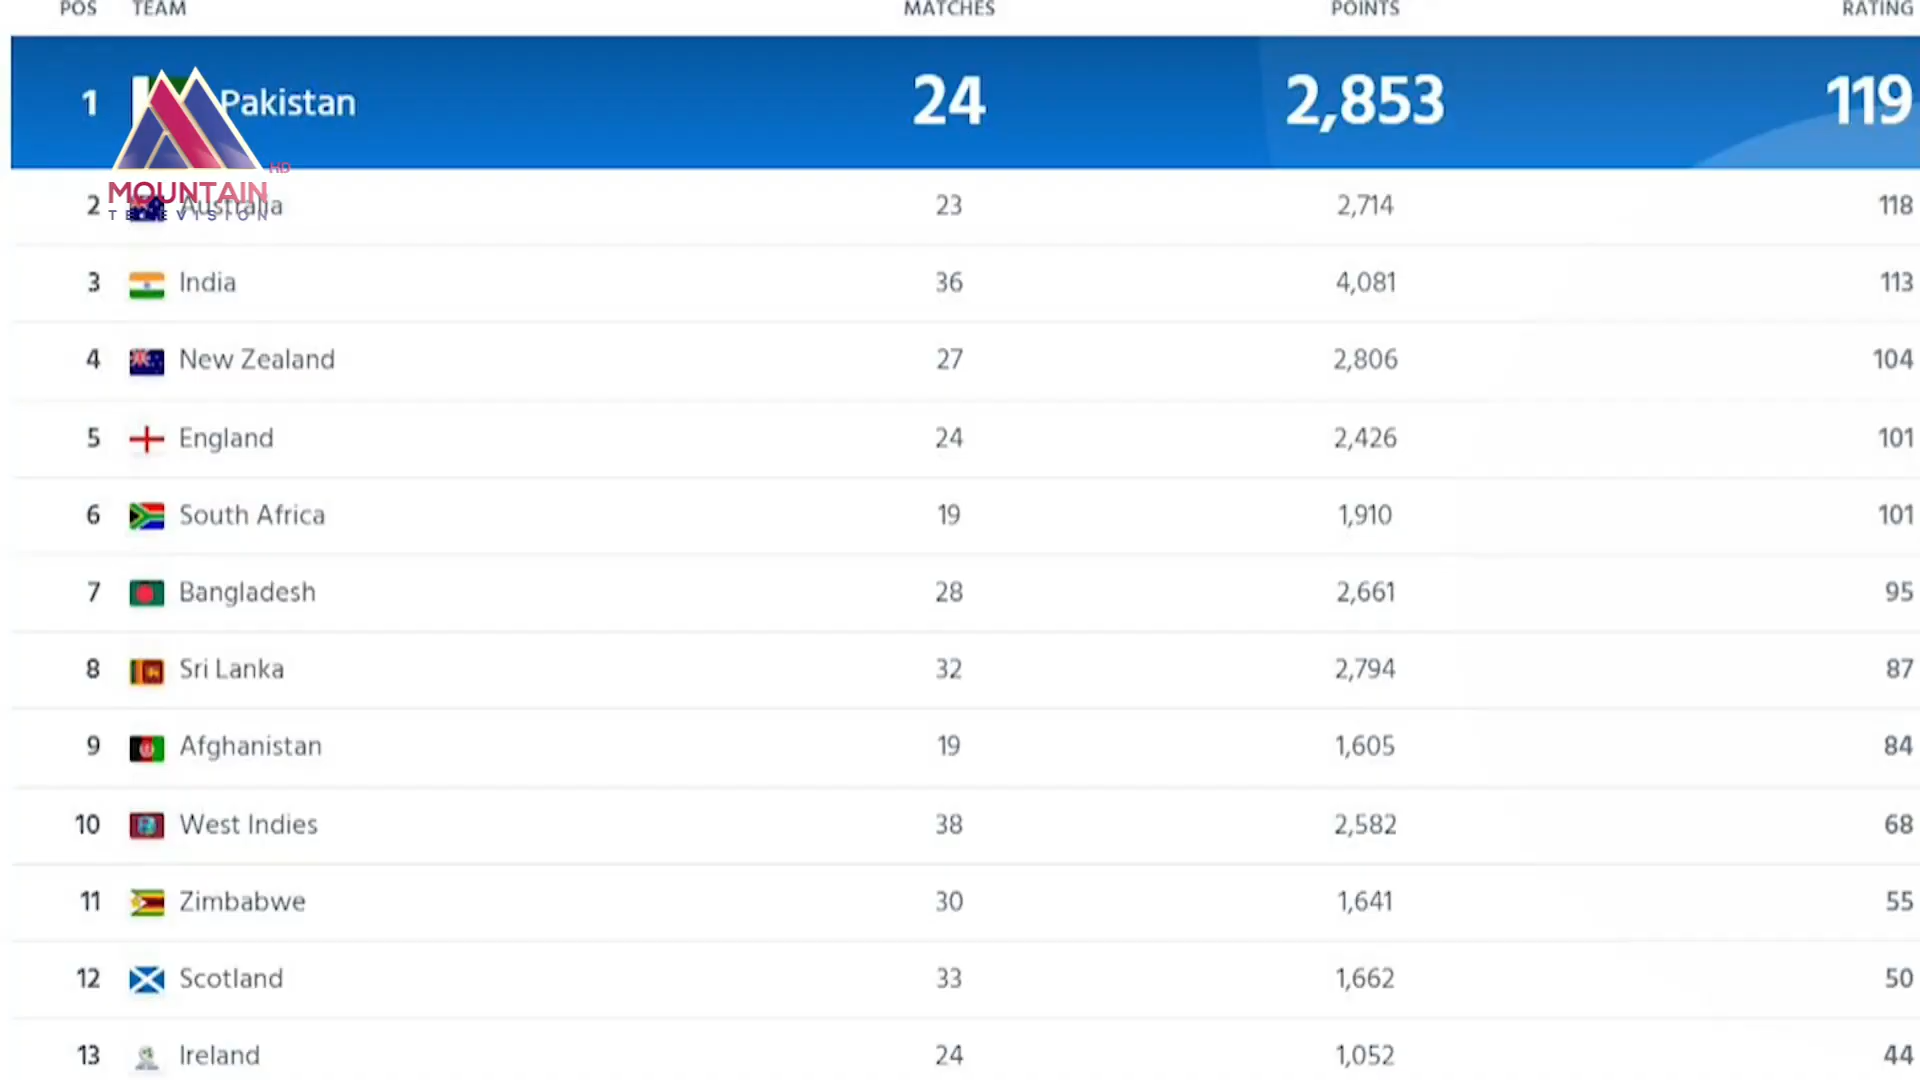 POS TEAM MATCHES POINTS RATING
1 Pakistan 24 2,853 119
HD
MOUNTAIN
TELEVISION
2 Australia 23 2,714 118
3 India 36 4,081 113
4 New Zealand 27 2,806 104
5 England 24 2,426 101
6 South Africa 19 1,910 101
7 Bangladesh 28 2,661 95
8 Sri Lanka 32 2,794 87
9 Afghanistan 19 1,605 84
10 West Indies 38 2,582 68
11 Zimbabwe 30 1,641 55
12 Scotland 33 1,662 50
13 Ireland 24 1,052 44